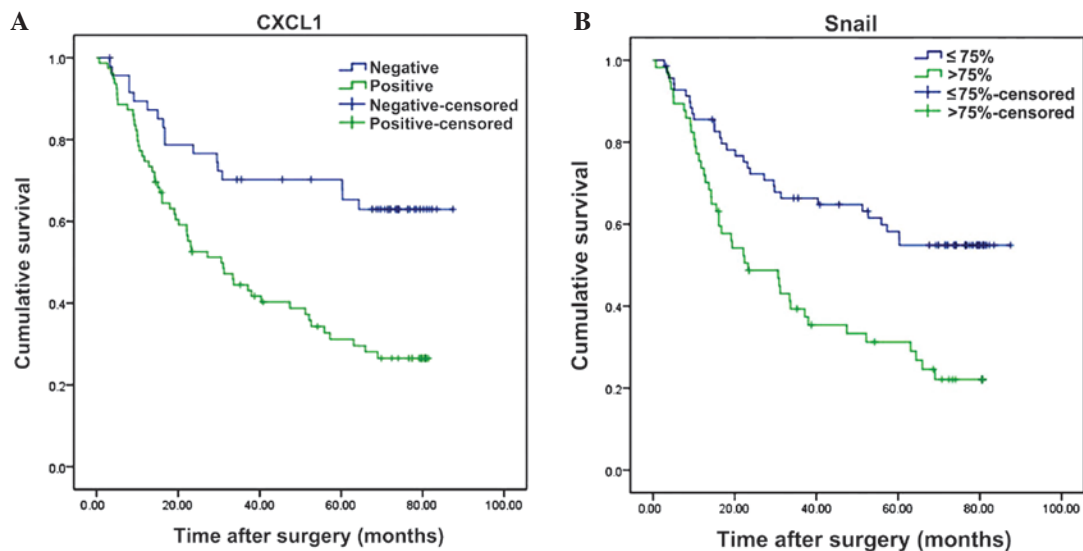 A
CXCL1
Negative
Positive
Negative-censored
Positive-censored
Cumulative survival
1.0
0.8
0.6
0.4
0.2
0.0
0.00 20.00 40.00 60.00 80.00 100.00
Time after surgery (months)
B
Snail
≤ 75%
>75%
≤75%-censored
>75%-censored
Cumulative survival
1.0
0.8
0.6
0.4
0.2
0.0
0.00 20.00 40.00 60.00 80.00 100.00
Time after surgery (months)